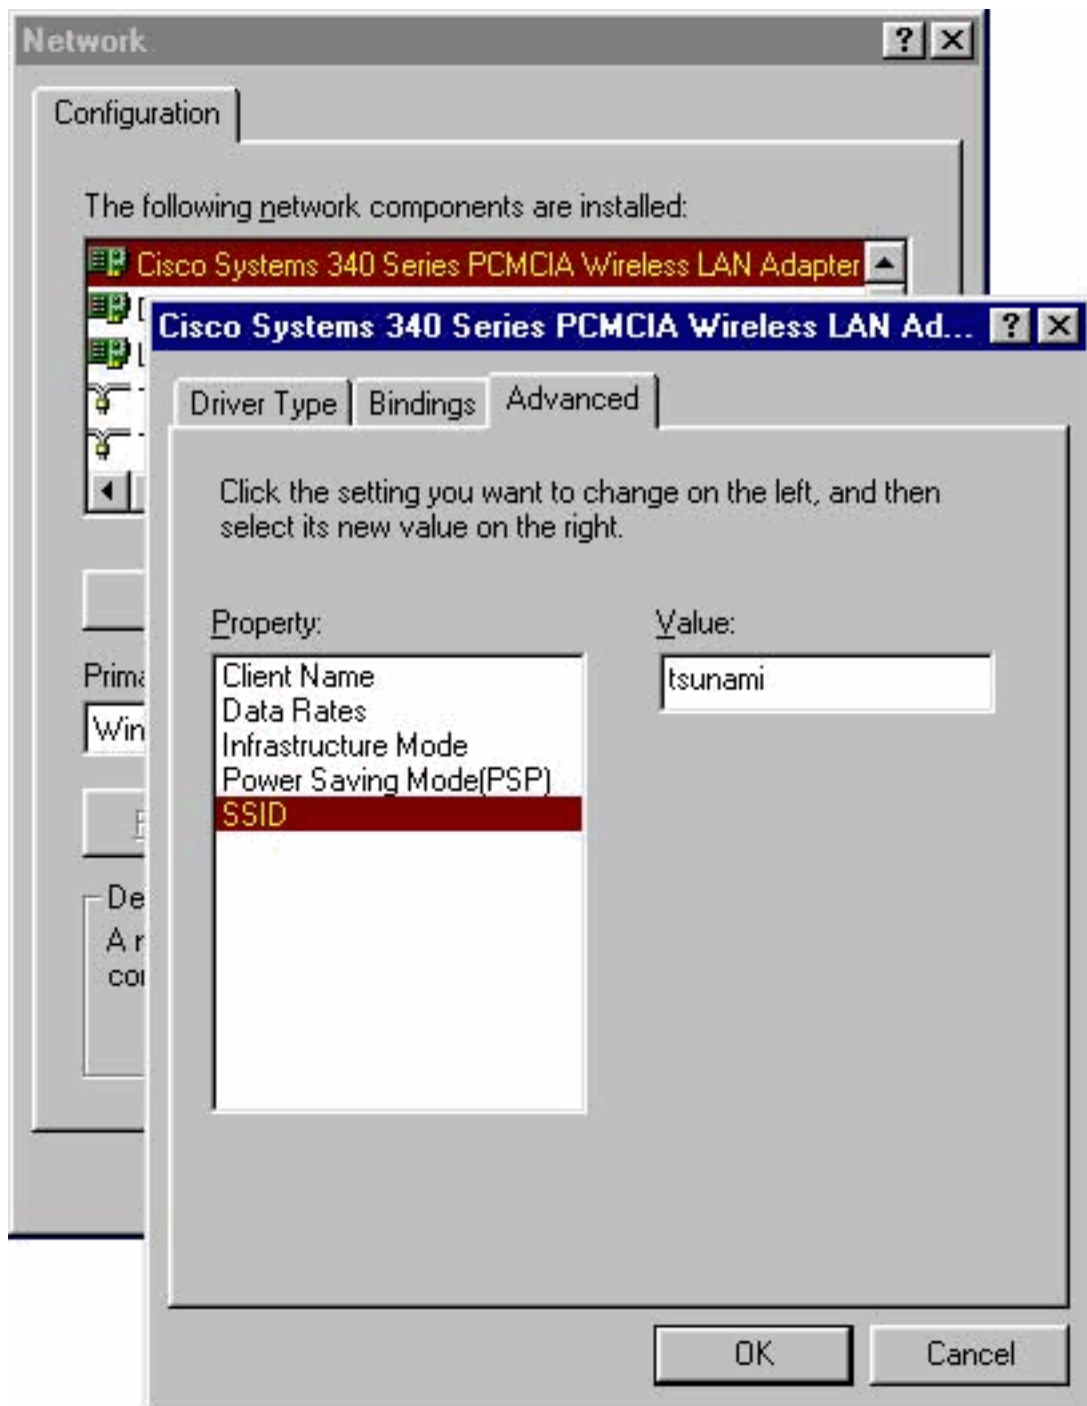 Network
Configuration
The following network components are installed:
Cisco Systems 340 Series PCMCIA Wireless LAN Adapter
Cisco Systems 340 Series PCMCIA Wireless LAN Ad...
Driver Type
Bindings
Advanced
Click the setting you want to change on the left, and then
select its new value on the right.
Property:
Value:
Client Name
Data Rates
Infrastructure Mode
Power Saving Mode(PSP)
SSID
tsunami
Prima
Win
De
A
OK
Cancel